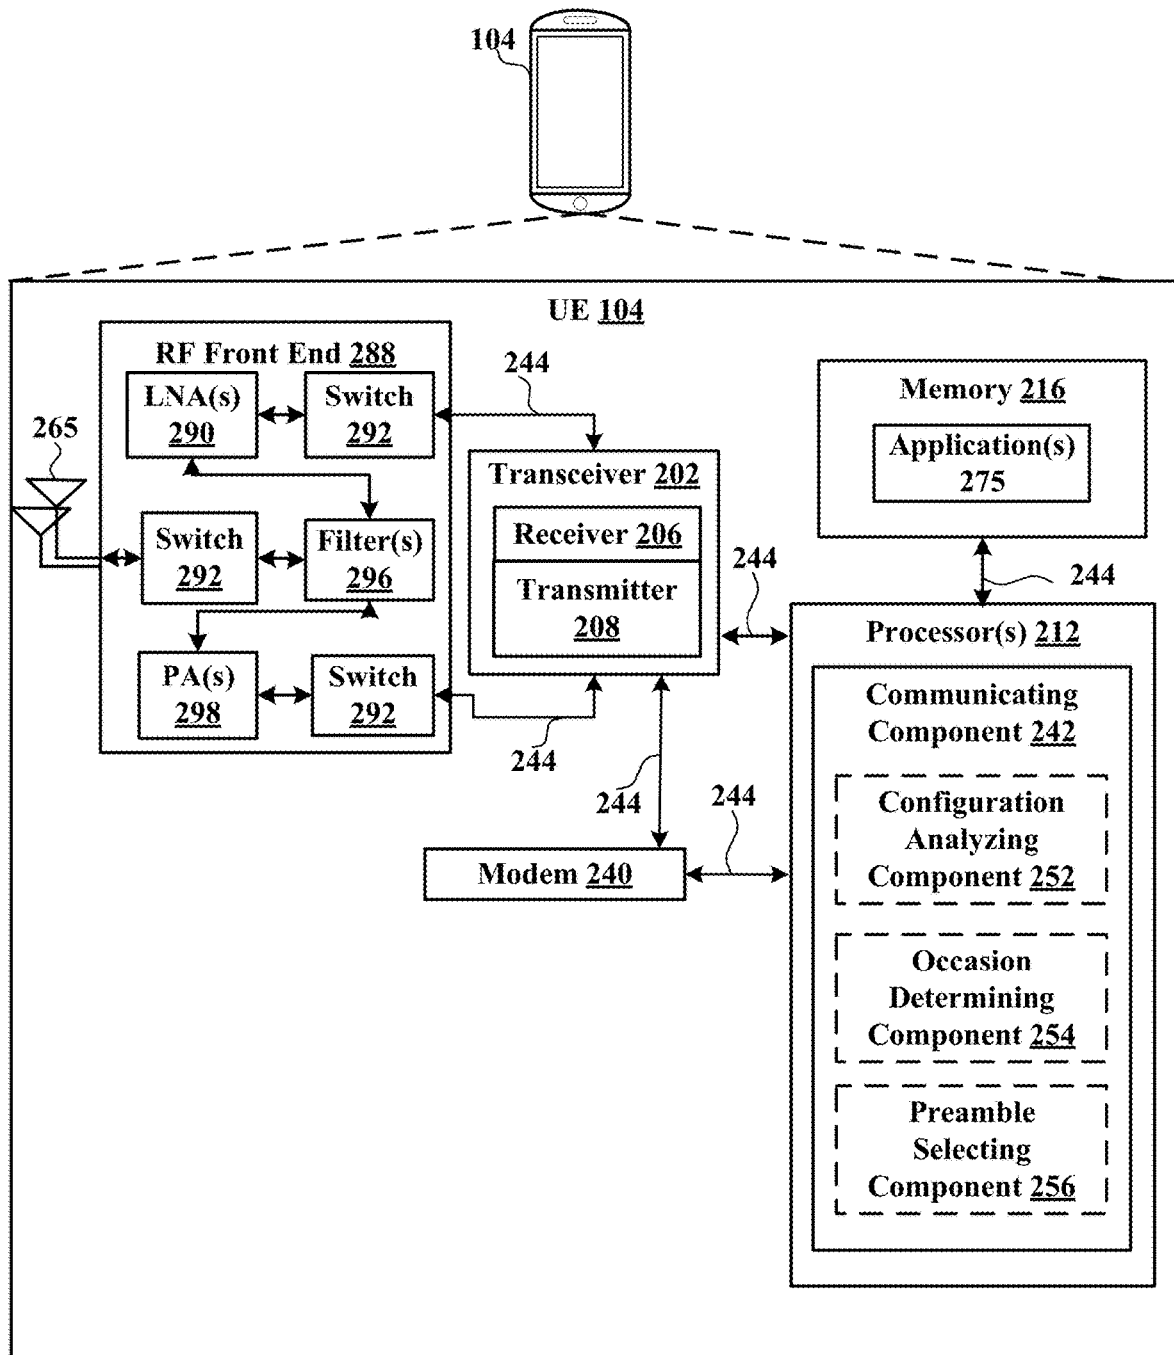 104
UE 104
RF Front End 288
LNA(s)
290
Switch
292
244
265
Switch
292
Filter(s)
296
PA(s)
298
Switch
292
244
Transceiver 202
Receiver 206
Transmitter
208
244
244
Modem 240
244
Memory 216
Application(s)
275
244
Processor(s) 212
Communicating
Component 242
Configuration
Analyzing
Component 252
Occasion
Determining
Component 254
Preamble
Selecting
Component 256